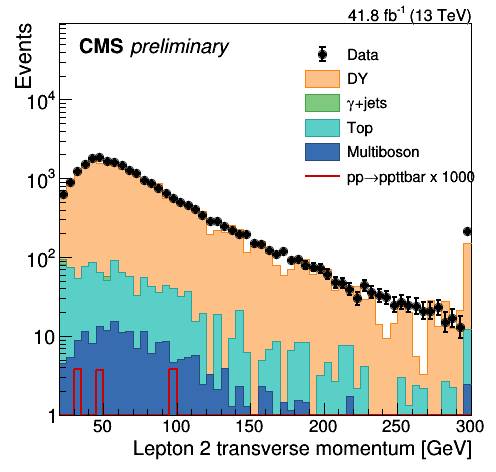 41.8 fb⁻¹ (13 TeV)
CMS preliminary
Events
Data
DY
γ+jets
Top
Multiboson
pp→ppttbar x 1000
10⁴
10³
10²
10
1
50 100 150 200 250 300
Lepton 2 transverse momentum [GeV]